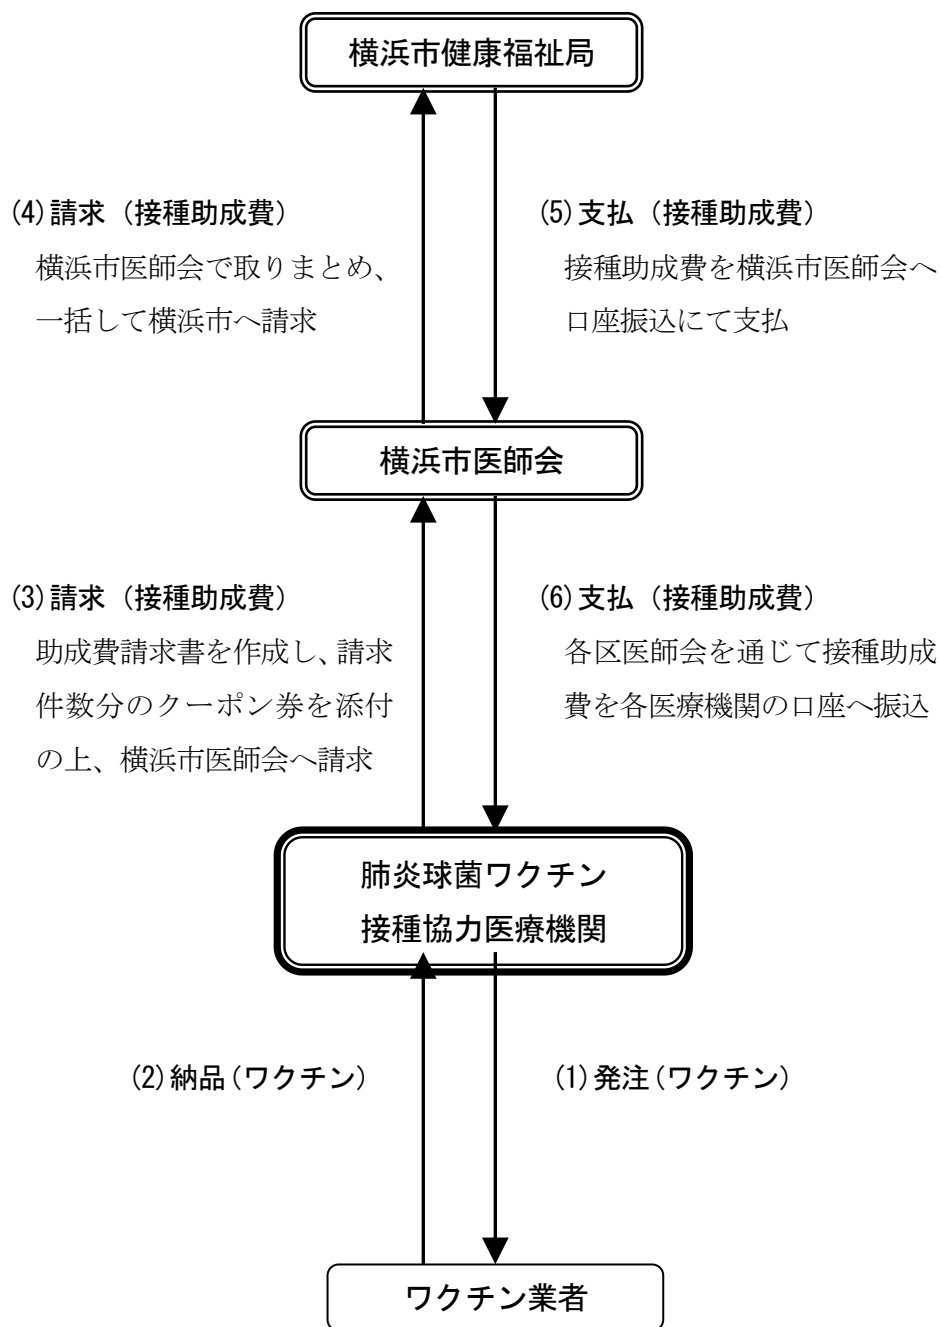 横浜市健康福祉局
(4)請求（接種助成費）
横浜市医師会で取りまとめ、
一括して横浜市へ請求
(5)支払（接種助成費）
接種助成費を横浜市医師会へ
口座振込にて支払
横浜市医師会
(3)請求（接種助成費）
助成費請求書を作成し、請求
件数分のクーポン券を添付
の上、横浜市医師会へ請求
(6)支払（接種助成費）
各区医師会を通じて接種助成
費を各医療機関の口座へ振込
肺炎球菌ワクチン
接種協力医療機関
(2)納品(ワクチン)
(1)発注(ワクチン)
ワクチン業者